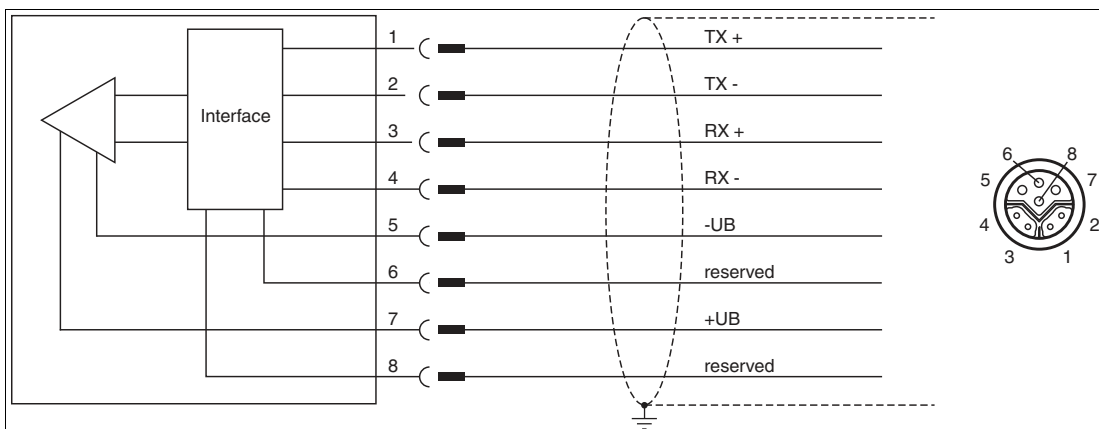 1 TX +
2 TX -
Interface
3 RX +
4 RX -
5 -UB
6 reserved
7 +UB
8 reserved
6 8
5 7
4 2
3 1